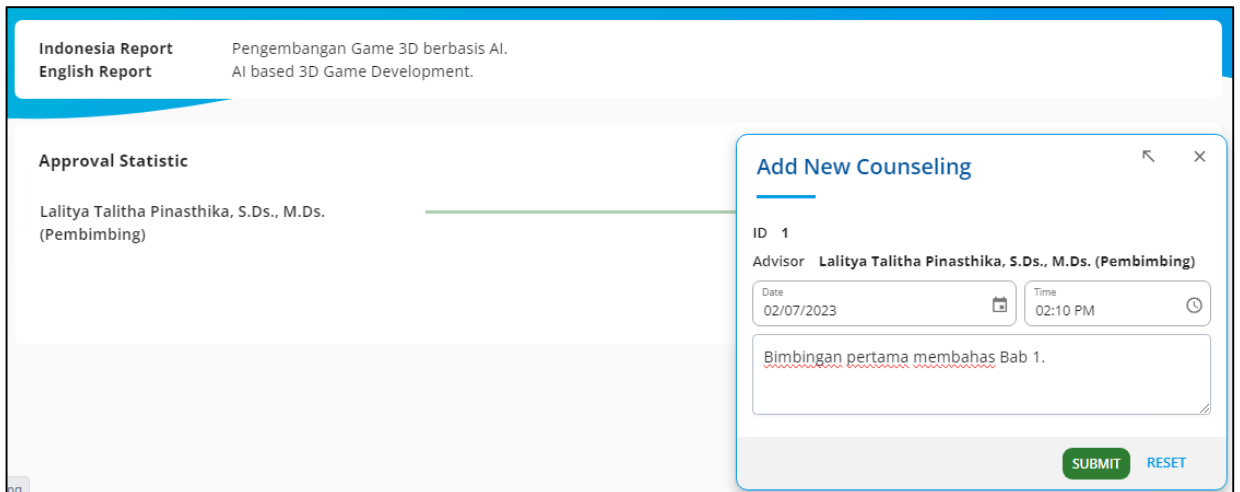 Indonesia Report Pengembangan Game 3D berbasis AI.
English Report AI based 3D Game Development.
Approval Statistic
Lalitya Talitha Pinasthika, S.Ds., M.Ds.
(Pembimbing)
Add New Counseling
ID 1
Advisor Lalitya Talitha Pinasthika, S.Ds., M.Ds. (Pembimbing)
Date
02/07/2023
Time
02:10 PM
Bimbingan pertama membahas Bab 1.
SUBMIT RESET
ng